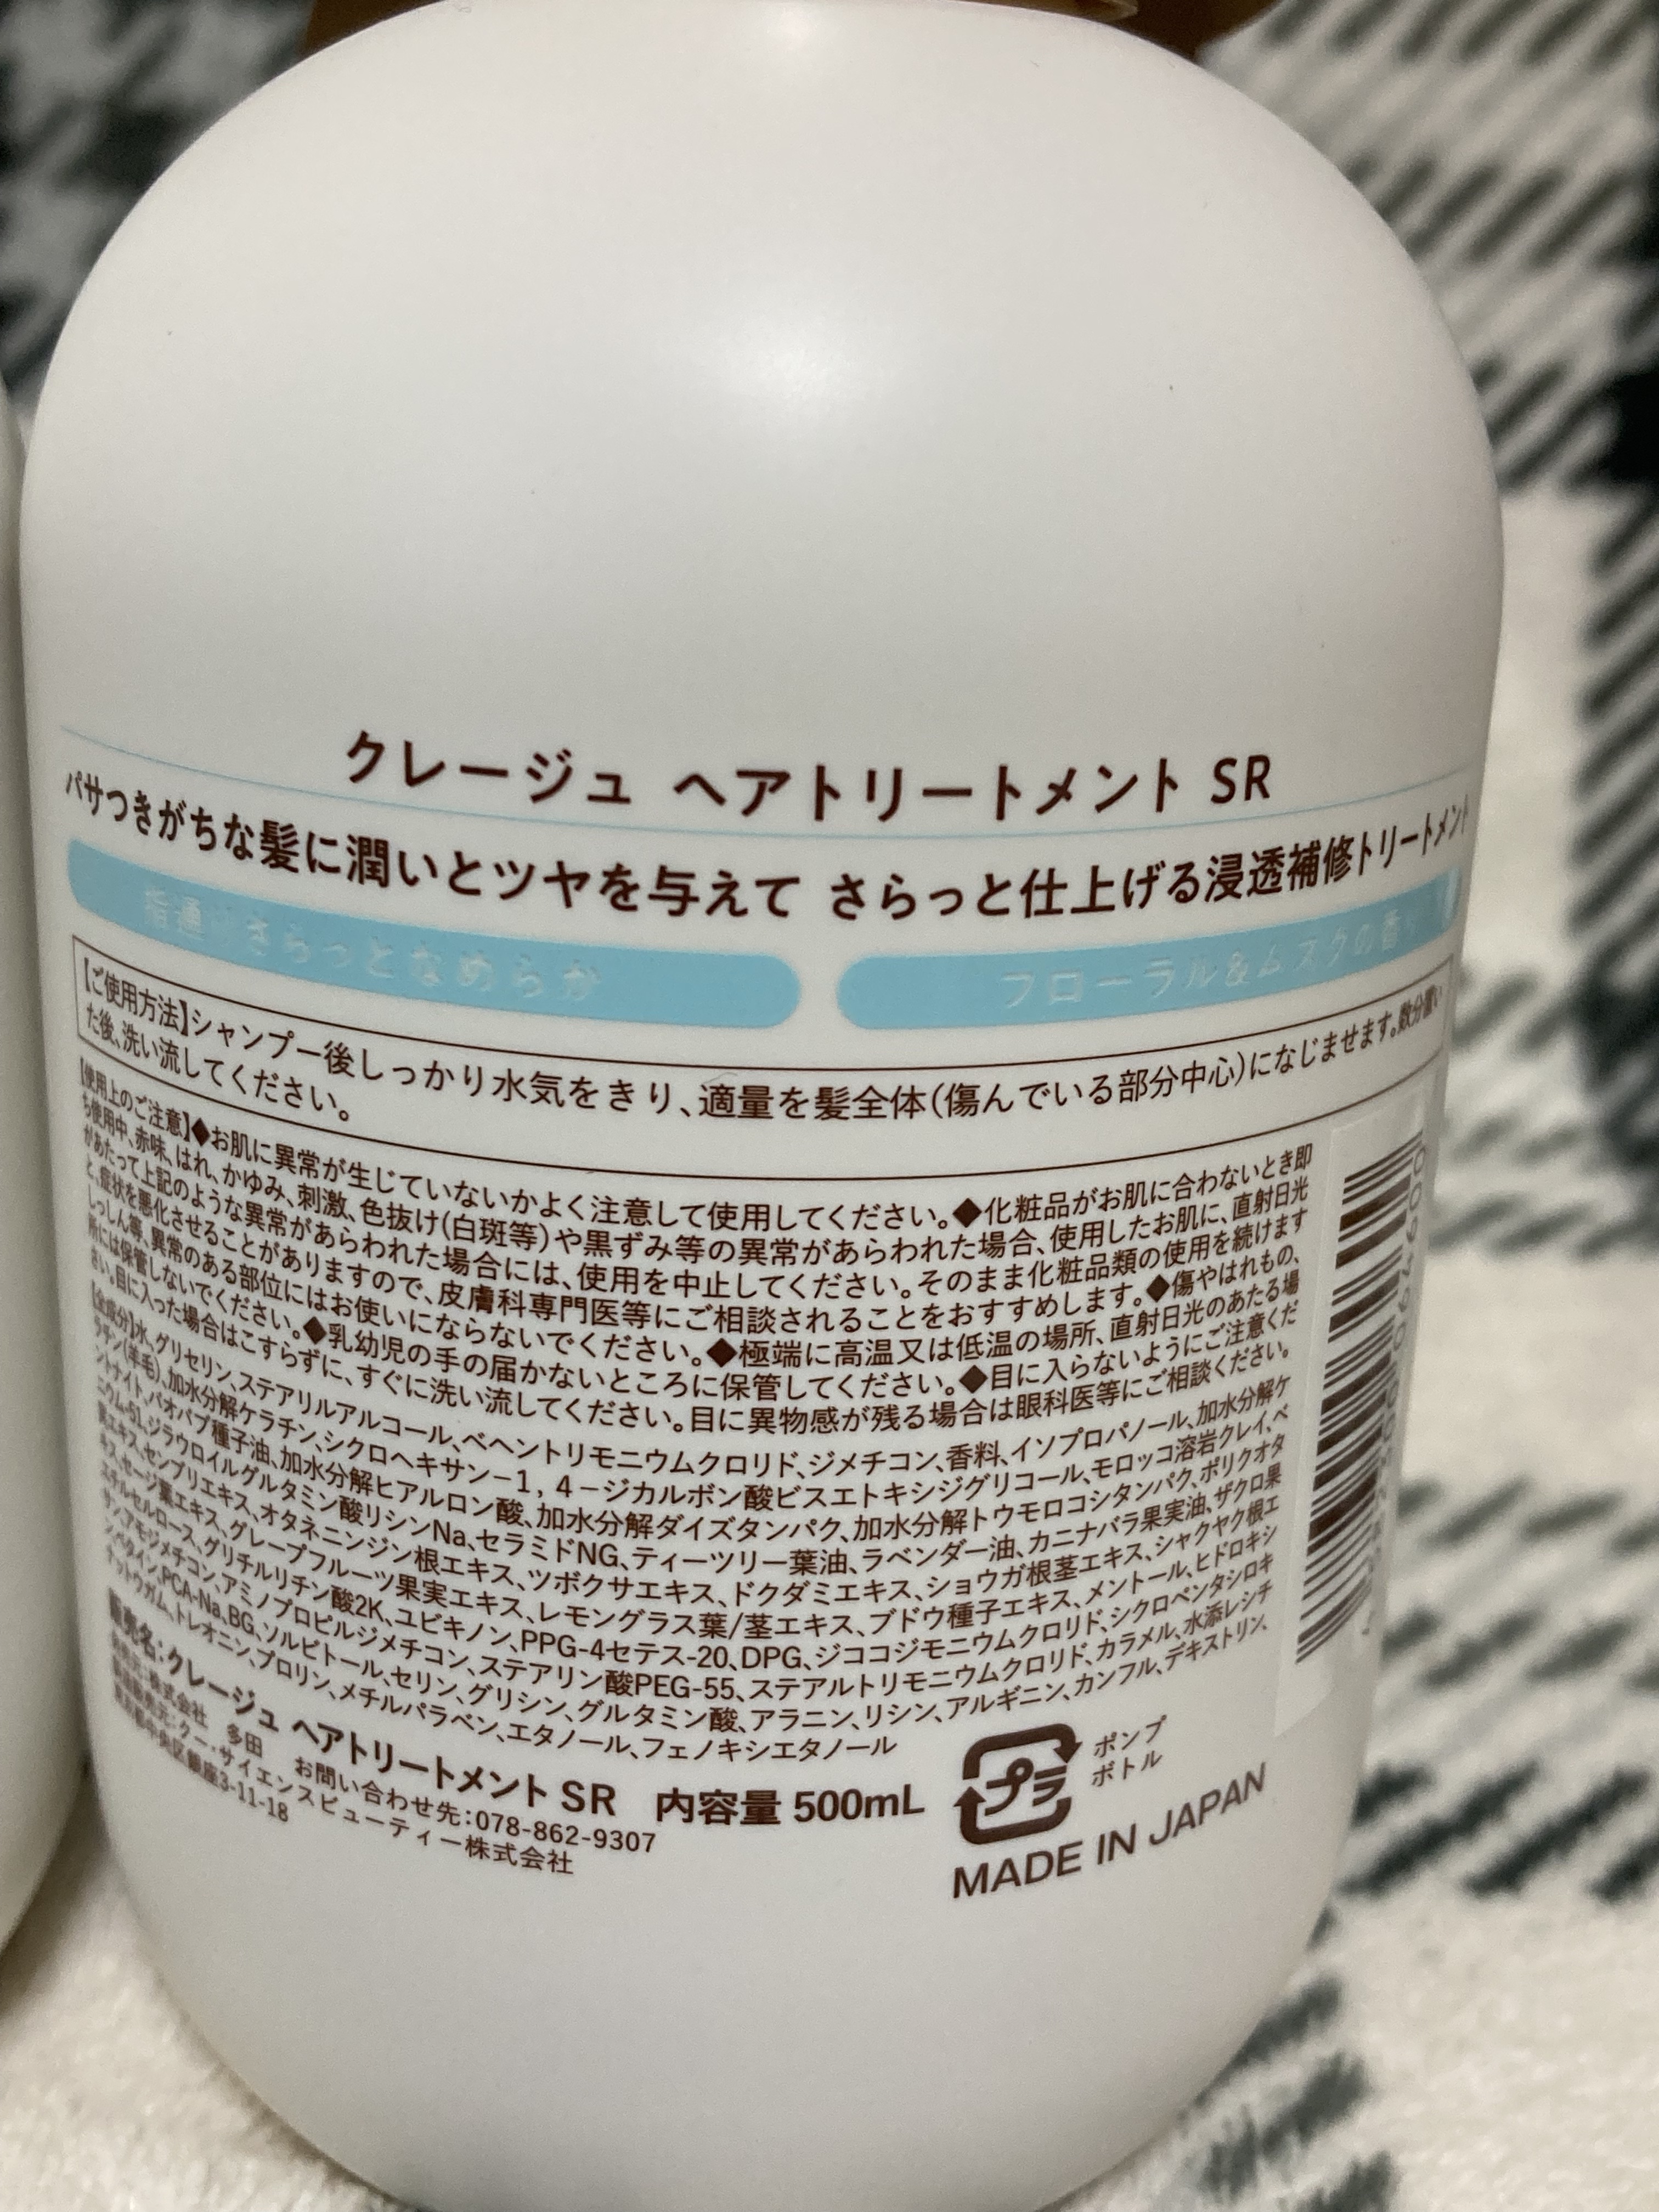 クレージュ ヘアトリートメント SR
パサつきがちな髪に潤いとツヤを与えて さらっと仕上げる浸透補修トリートメント
指通りさらっとなめらか
フローラル&ムスクの香り
【ご使用方法】シャンプー後しっかり水気をきり、適量を髪全体(傷んでいる部分中心)になじませます。数分置い
た後、洗い流してください。
【使用上のご注意】◆お肌に異常が生じていないかよく注意して使用してください。◆化粧品がお肌に合わないとき即
ち使用中、赤味、はれ、かゆみ、刺激、色抜け(白斑等)や黒ずみ等の異常があらわれた場合、使用したお肌に、直射日光
があたって上記のような異常があらわれた場合には、使用を中止してください。そのまま化粧品類の使用を続けます
と、症状を悪化させることがありますので、皮膚科専門医等にご相談されることをおすすめします。◆傷やはれもの、
しっしん等、異常のある部位にはお使いにならないでください。◆極端に高温又は低温の場所、直射日光のあたる場
所には保管しないでください。◆乳幼児の手の届かないところに保管してください。◆目に入らないようにご注意くだ
さい。目に入った場合はこすらずに、すぐに洗い流してください。目に異物感が残る場合は眼科医等にご相談ください。
【全成分】水、グリセリン、ステアリルアルコール、ベヘントリモニウムクロリド、ジメチコン、香料、イソプロパノール、加水分解ケ
ラチン(羊毛)、加水分解ケラチン、シクロヘキサン-1,4-ジカルボン酸ビスエトキシジグリコール、モロッコ溶岩クレイ、ベ
ントナイト、バオバブ種子油、加水分解ヒアルロン酸、加水分解ダイズタンパク、加水分解トウモロコシタンパク、ポリクオタ
ニウム-51、ジラウロイルグルタミン酸リシンNa、セラミドNG、ティーツリー葉油、ラベンダー油、カニナバラ果実油、ザクロ果
実エキス、センブリエキス、オタネニンジン根エキス、ツボクサエキス、ドクダミエキス、ショウガ根茎エキス、シャクヤク根エ
キス、セージ葉エキス、グレープフルーツ果実エキス、レモングラス葉/茎エキス、ブドウ種子エキス、メントール、ヒドロキシ
エチルセルロース、グリチルリチン酸2K、ユビキノン、PPG-4セテス-20、DPG、ジココジモニウムクロリド、シクロペンタシロキ
サン、アモジメチコン、アミノプロピルジメチコン、ステアリン酸PEG-55、ステアルトリモニウムクロリド、カラメル、水添レシチ
ン、ベタイン、PCA-Na、BG、ソルビトール、セリン、グリシン、グルタミン酸、アラニン、リシン、アルギニン、カンフル、デキストリン、
ナットウガム、トレオニン、プロリン、メチルパラベン、エタノール、フェノキシエタノール
販売名:クレージュ ヘアトリートメント SR 内容量 500mL
株式会社 多田 お問い合わせ先:078-862-9307
クー・サイエンスビューティー株式会社
中央区銀座3-11-18
プラ
ポンプ
ボトル
MADE IN JAPAN